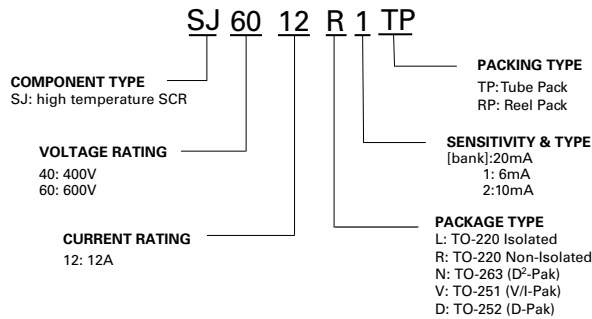 SJ 60 12 R 1 TP
COMPONENT TYPE
SJ: high temperature SCR
VOLTAGE RATING
40: 400V
60: 600V
CURRENT RATING
12: 12A
PACKING TYPE
TP: Tube Pack
RP: Reel Pack
SENSITIVITY & TYPE
[bank]:20mA
1: 6mA
2:10mA
PACKAGE TYPE
L: TO-220 Isolated
R: TO-220 Non-Isolated
N: TO-263 (D²-Pak)
V: TO-251 (V/I-Pak)
D: TO-252 (D-Pak)